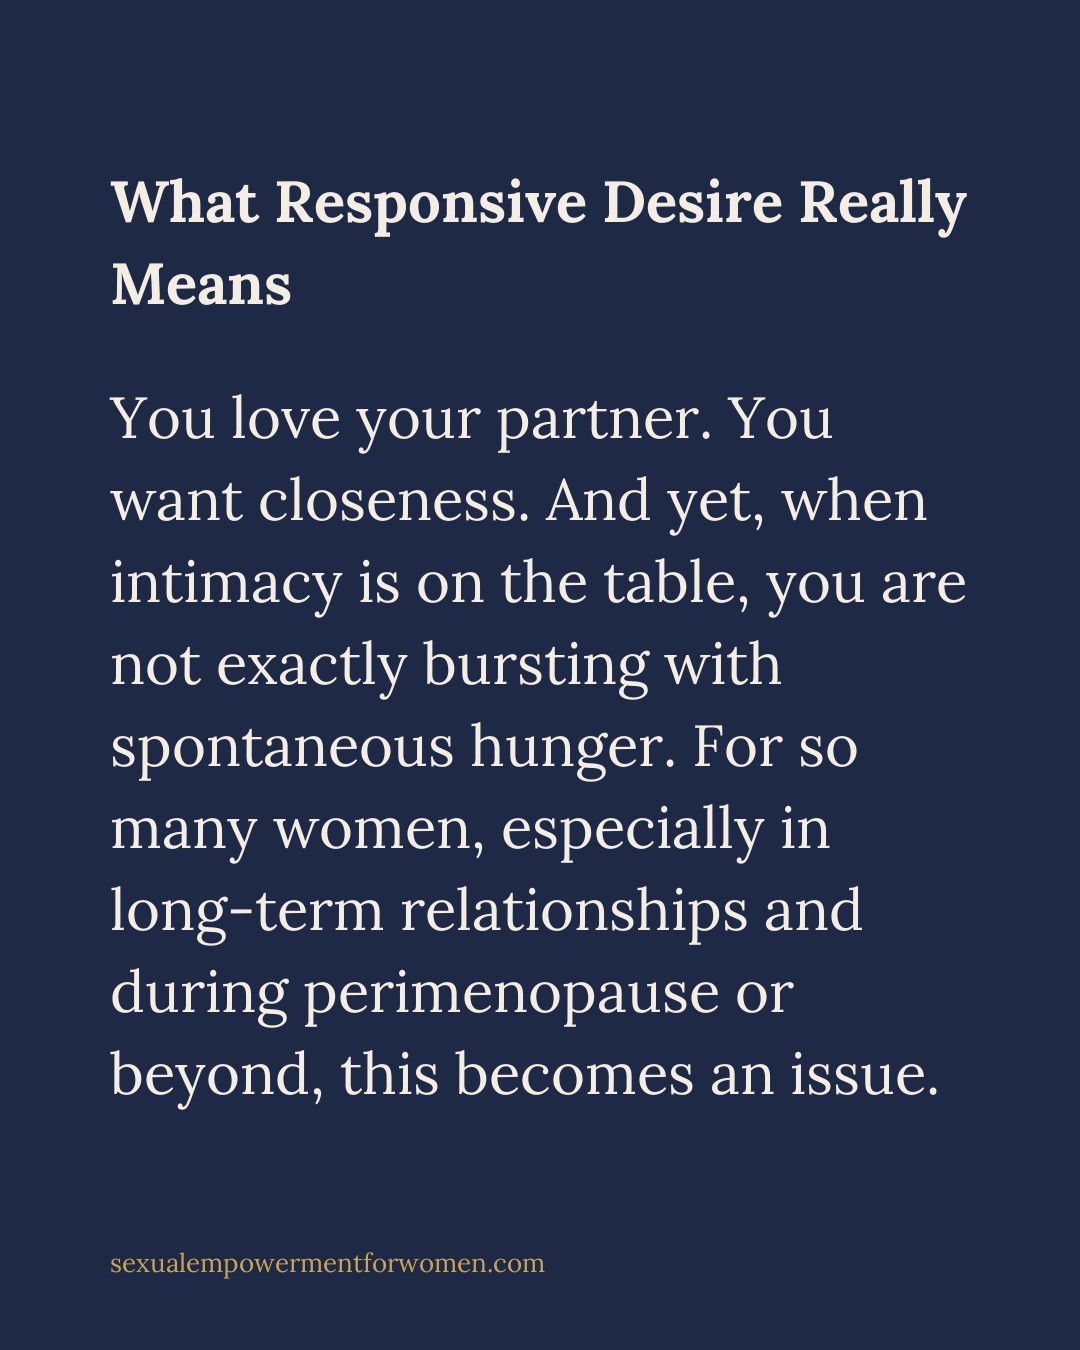 What Responsive Desire Really
Means
You love your partner. You
want closeness. And yet, when
intimacy is on the table, you are
not exactly bursting with
spontaneous hunger. For so
many women, especially in
long-term relationships and
during perimenopause or
beyond, this becomes an issue.
sexualempowermentforwomen.com